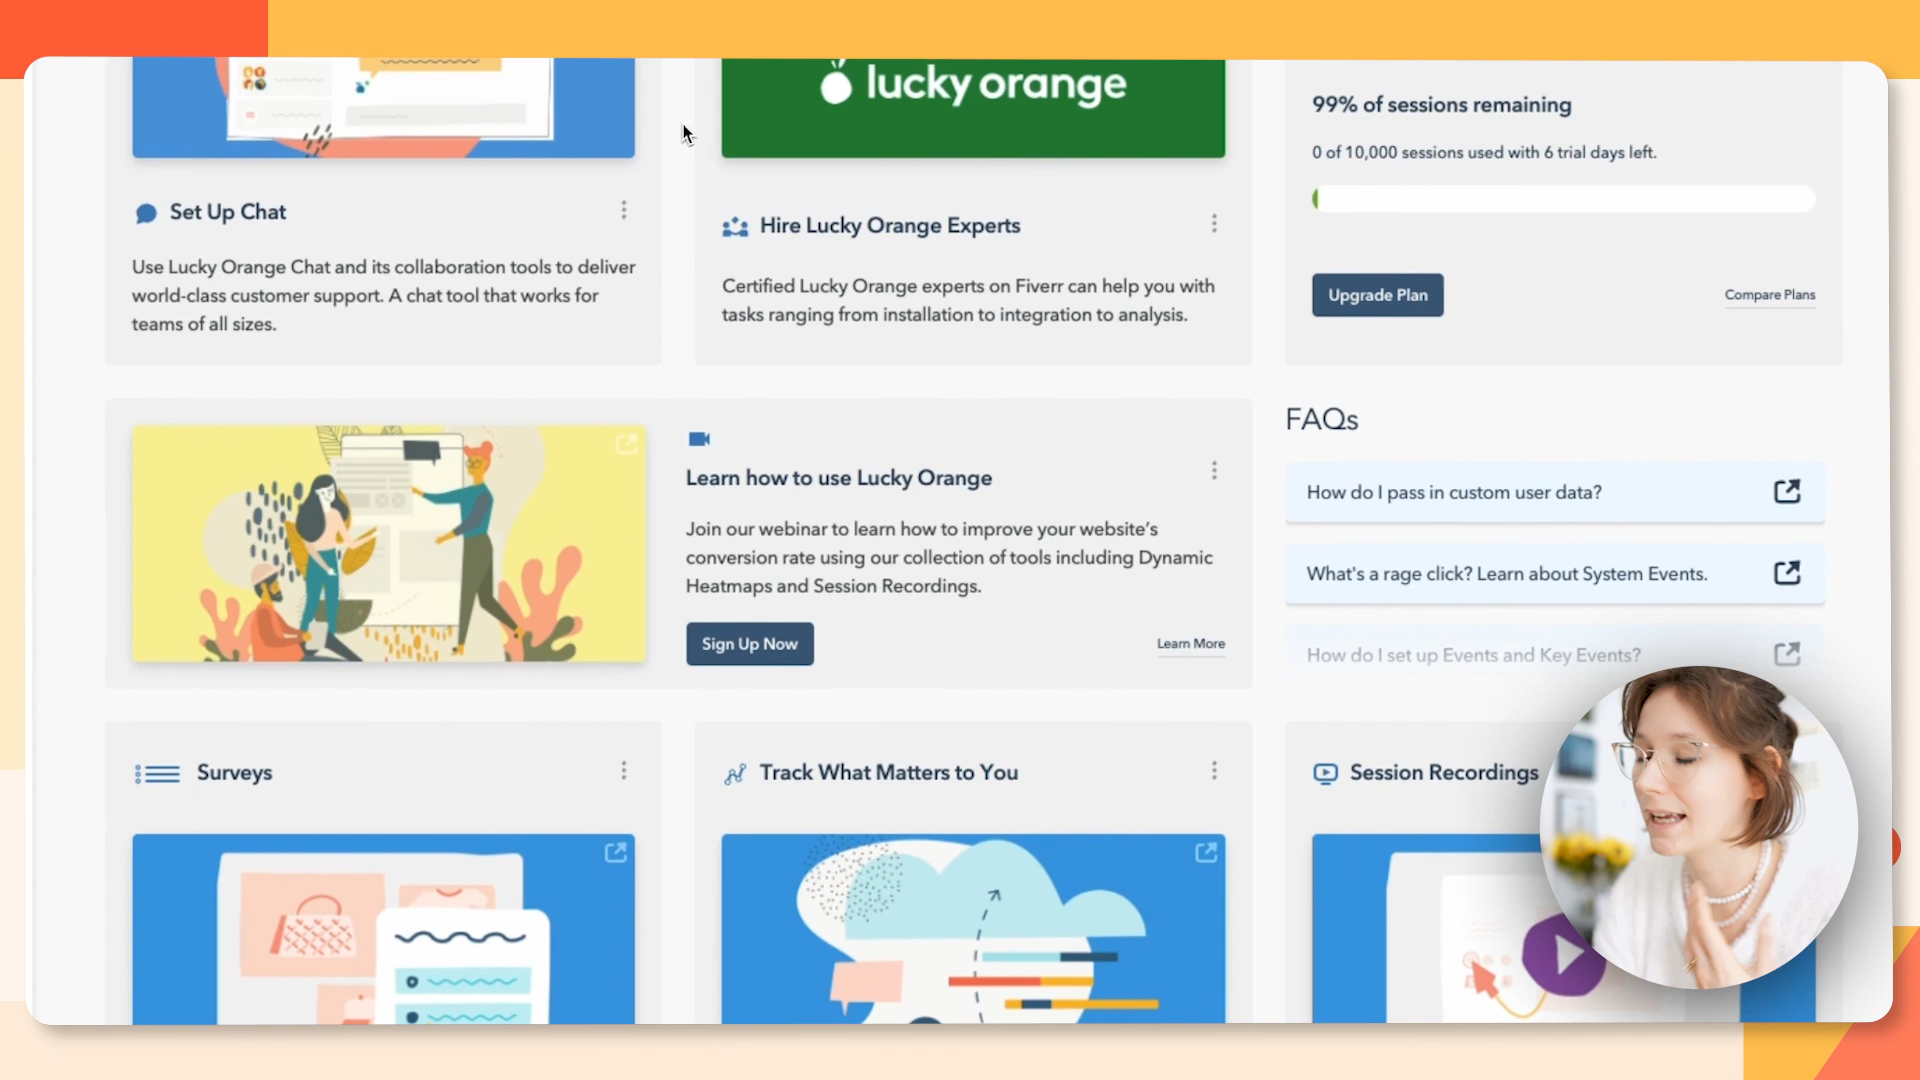 lucky orange
99% of sessions remaining
0 of 10,000 sessions used with 6 trial days left.
Upgrade Plan
Compare Plans
Set Up Chat
Use Lucky Orange Chat and its collaboration tools to deliver
world-class customer support. A chat tool that works for
teams of all sizes.
Hire Lucky Orange Experts
Certified Lucky Orange experts on Fiverr can help you with
tasks ranging from installation to integration to analysis.
Learn how to use Lucky Orange
Join our webinar to learn how to improve your website's
conversion rate using our collection of tools including Dynamic
Heatmaps and Session Recordings.
Sign Up Now
Learn More
FAQs
How do I pass in custom user data?
What's a rage click? Learn about System Events.
How do I set up Events and Key Events?
Surveys
Track What Matters to You
Session Recordings